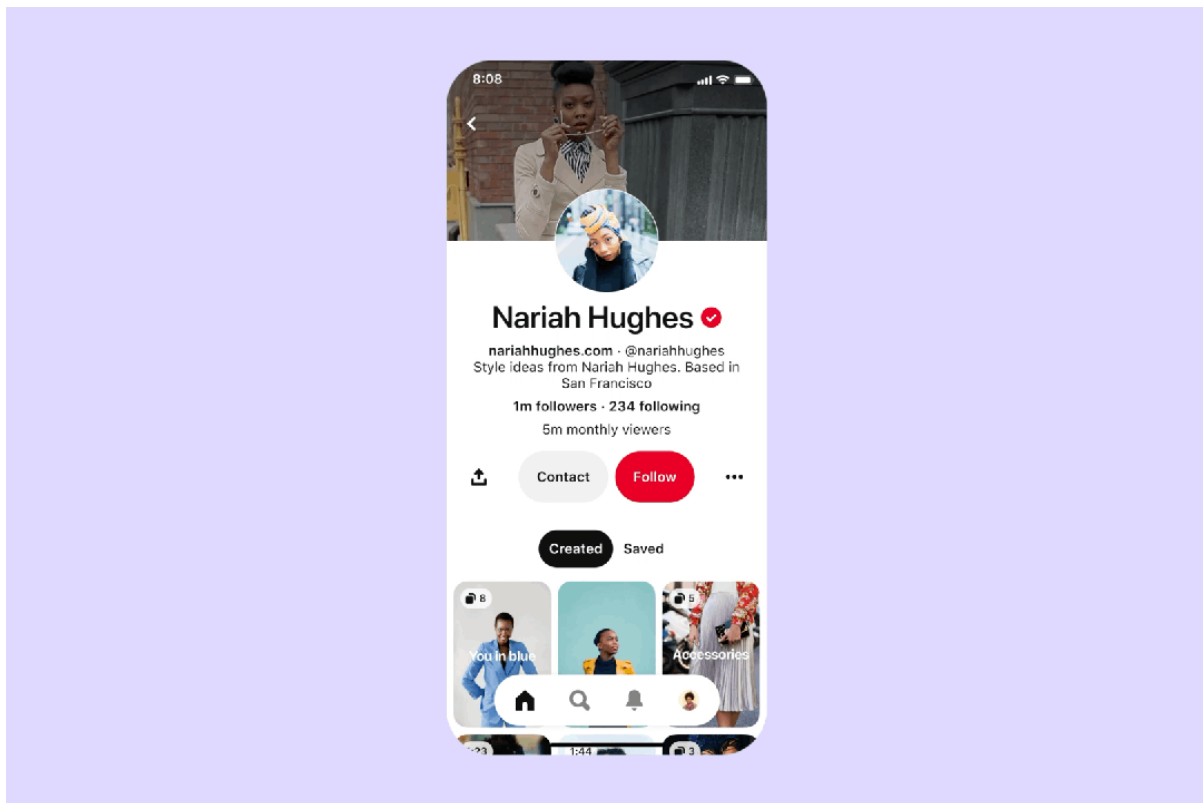 8:08
Nariah Hughes
nariahhughes.com · @nariahhughes
Style ideas from Nariah Hughes. Based in
San Francisco
1m followers · 234 following
5m monthly viewers
Contact Follow
Created Saved
8 5
You in blue Accessories
1:44 3